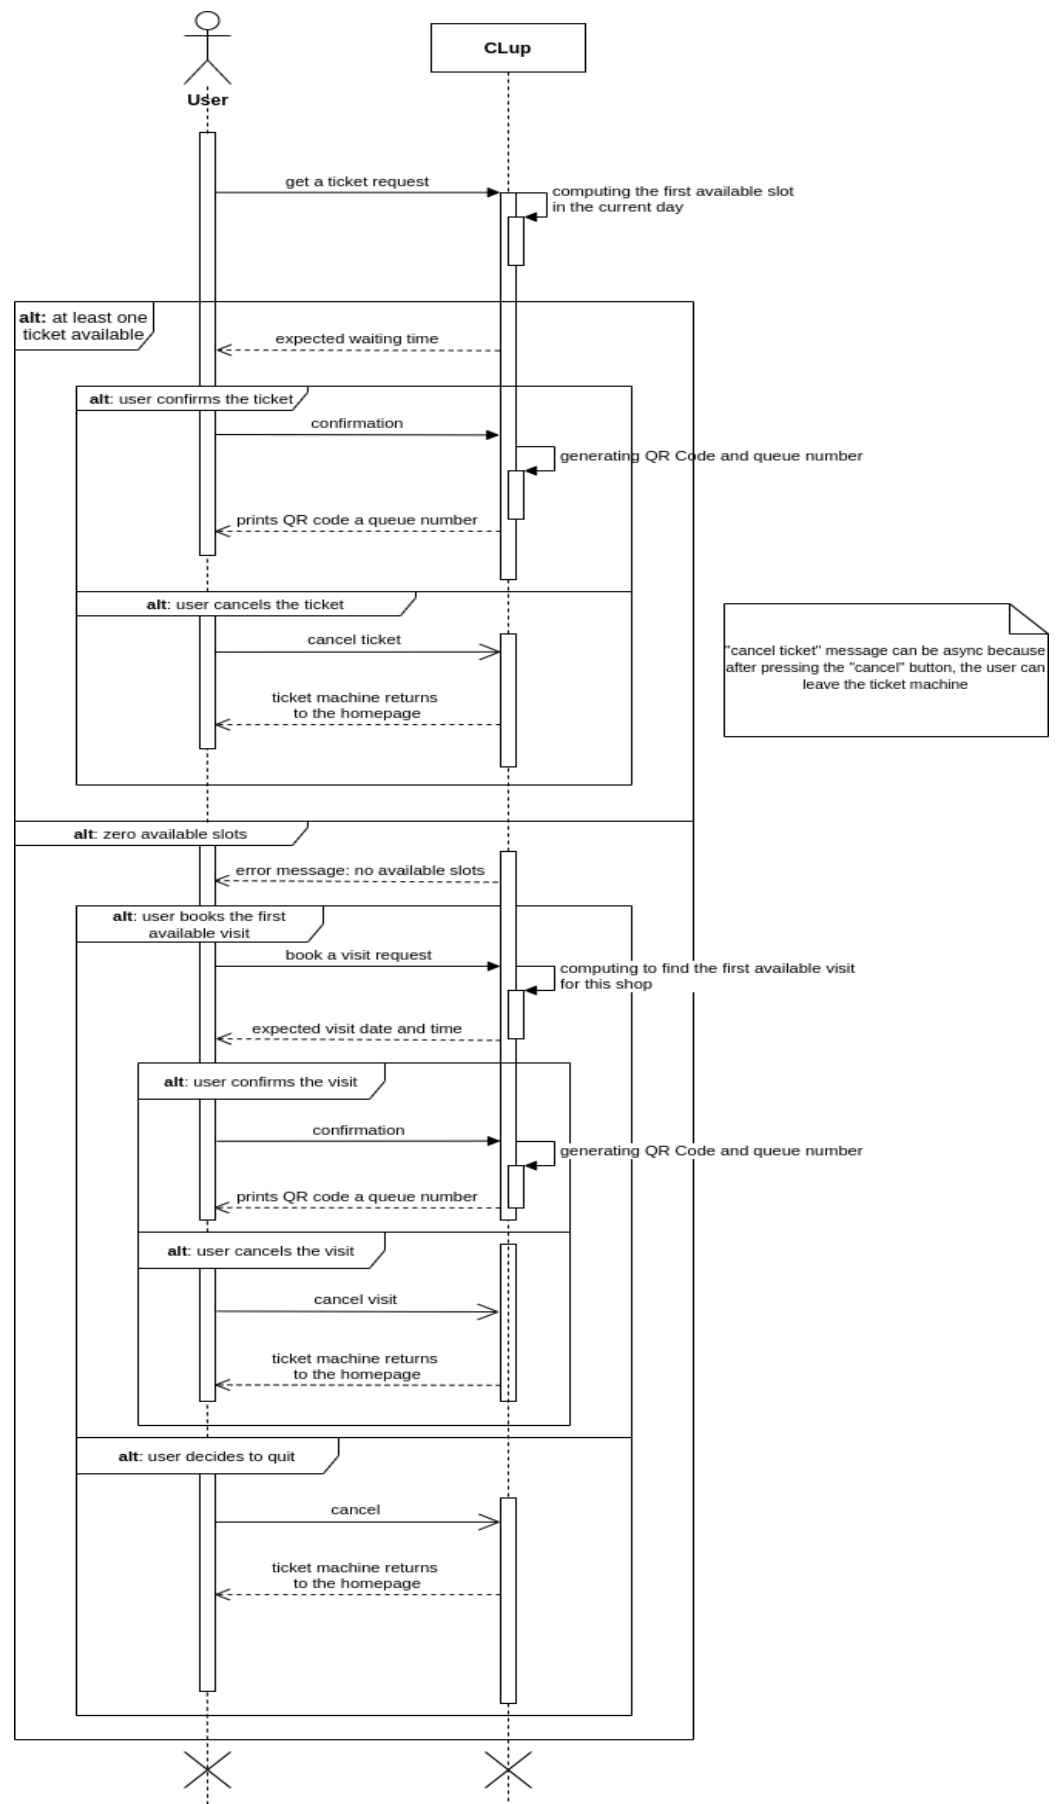 User
CLup
get a ticket request
computing the first available slot
in the current day
alt: at least one
ticket available
expected waiting time
alt: user confirms the ticket
confirmation
generating QR Code and queue number
prints QR code a queue number
alt: user cancels the ticket
cancel ticket
"cancel ticket" message can be async because
after pressing the "cancel" button, the user can
leave the ticket machine
ticket machine returns
to the homepage
alt: zero available slots
error message: no available slots
alt: user books the first
available visit
book a visit request
computing to find the first available visit
for this shop
expected visit date and time
alt: user confirms the visit
confirmation
generating QR Code and queue number
prints QR code a queue number
alt: user cancels the visit
cancel visit
ticket machine returns
to the homepage
alt: user decides to quit
cancel
ticket machine returns
to the homepage